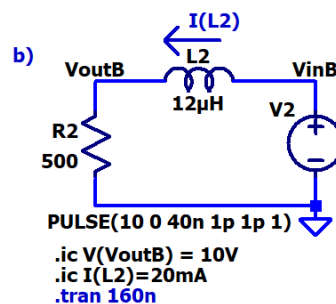 I(L2)
b)
VoutB
L2
VinB
12µH
V2
R2
500
PULSE(10 0 40n 1p 1p 1)
.ic V(VoutB) = 10V
.ic I(L2)=20mA
.tran 160n